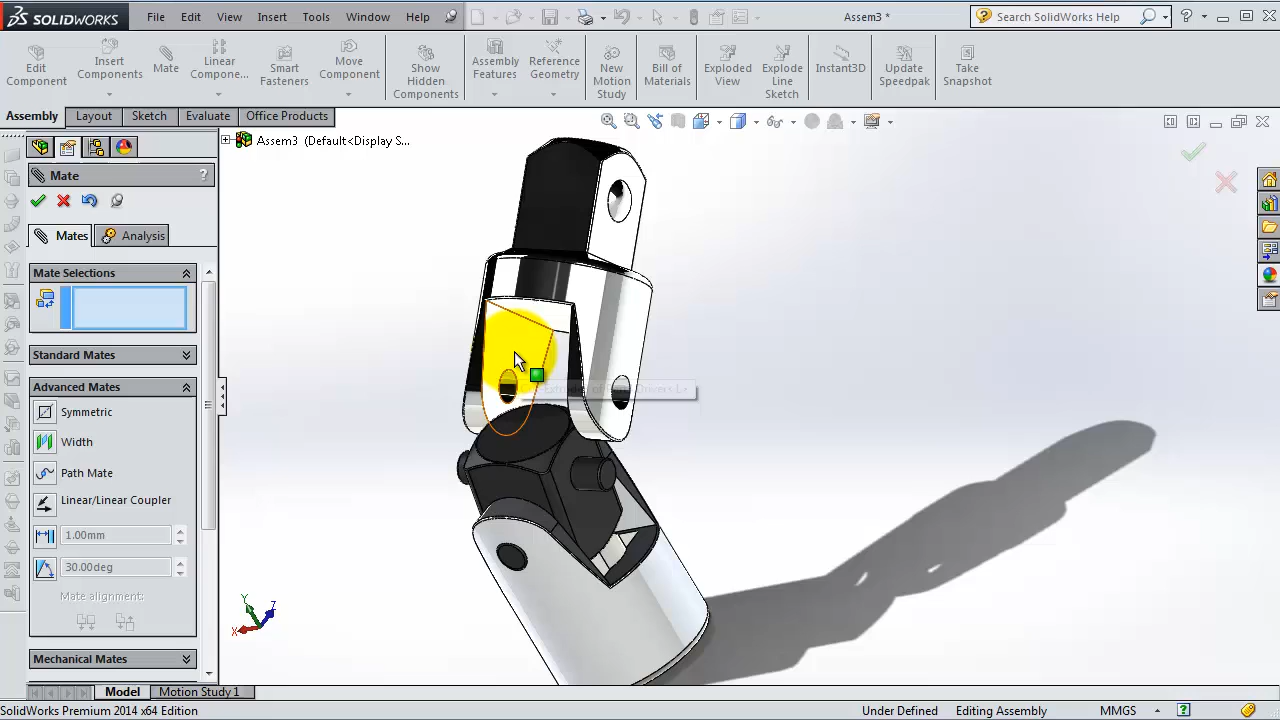 SOLIDWORKS File Edit View Insert Tools Window Help Assem3 * Search SolidWorks Help
Edit Component
Insert Components
Mate
Linear Compone...
Smart Fasteners
Move Component
Show Hidden Components
Assembly Features
Reference Geometry
New Motion Study
Bill of Materials
Exploded View
Explode Line Sketch
Instant3D
Update Speedpak
Take Snapshot
Assembly Layout Sketch Evaluate Office Products
Assem3 (Default<Display S...
Mate ?
Mates Analysis
Mate Selections
Standard Mates
Advanced Mates
Symmetric
Width
Path Mate
Linear/Linear Coupler
1.00mm
30.00deg
Mate alignment:
Mechanical Mates
Y
Z
X
Model Motion Study 1
SolidWorks Premium 2014 x64 Edition Under Defined Editing Assembly MMGS